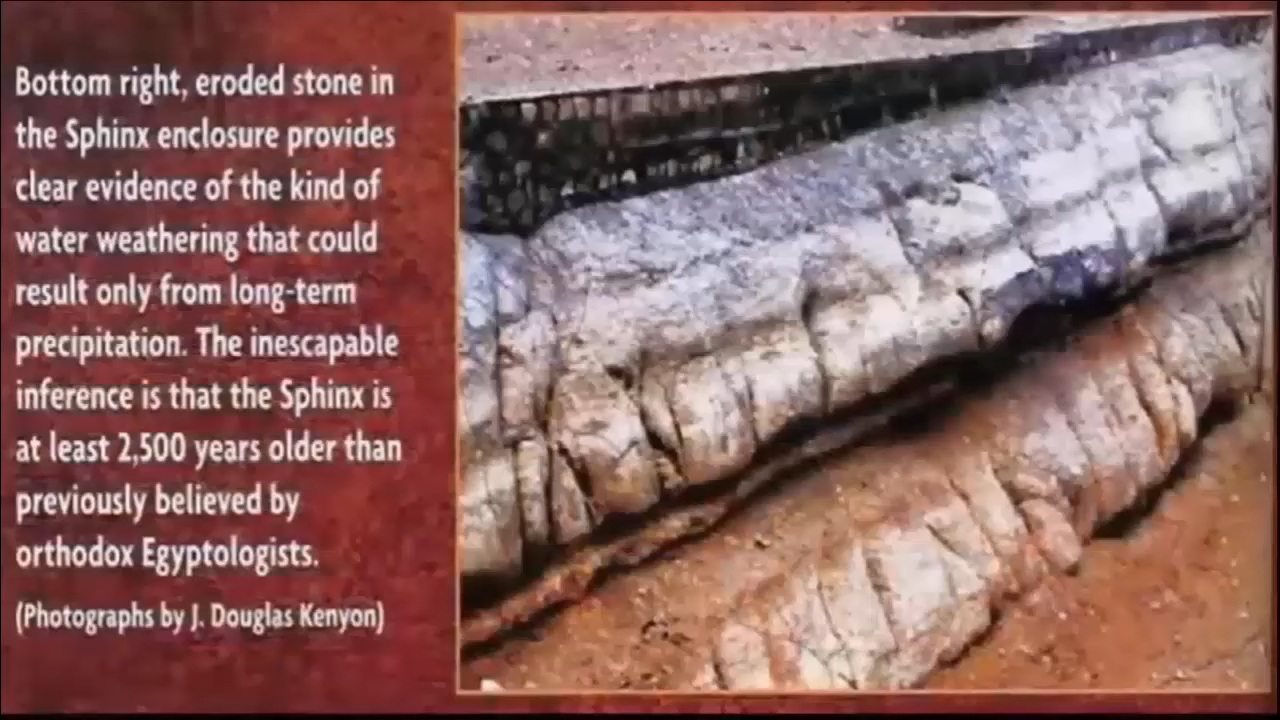 Bottom right, eroded stone in
the Sphinx enclosure provides
clear evidence of the kind of
water weathering that could
result only from long-term
precipitation. The inescapable
inference is that the Sphinx is
at least 2,500 years older than
previously believed by
orthodox Egyptologists.
(Photographs by J. Douglas Kenyon)